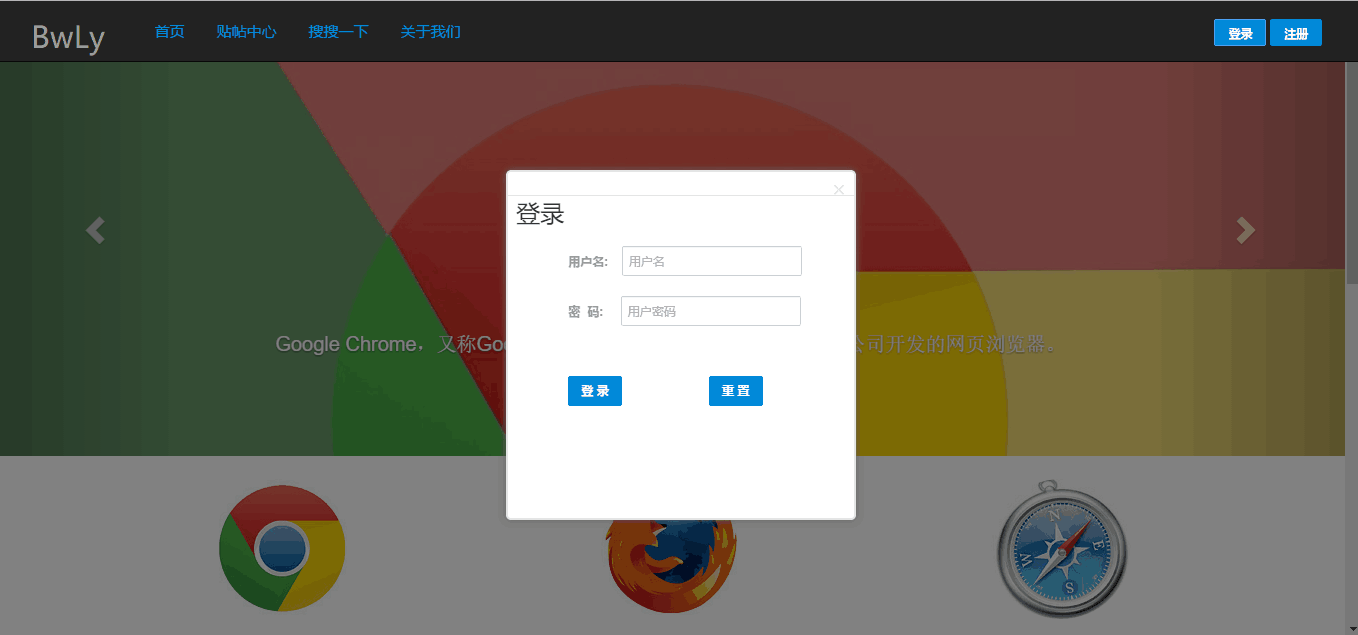 BwLy 首页 贴帖中心 搜搜一下 关于我们 登录 注册
×
登录
用户名: 用户名
密 码: 用户密码
Google Chrome，又称Goo
公司开发的网页浏览器。
登 录 重 置
N
E
S
W